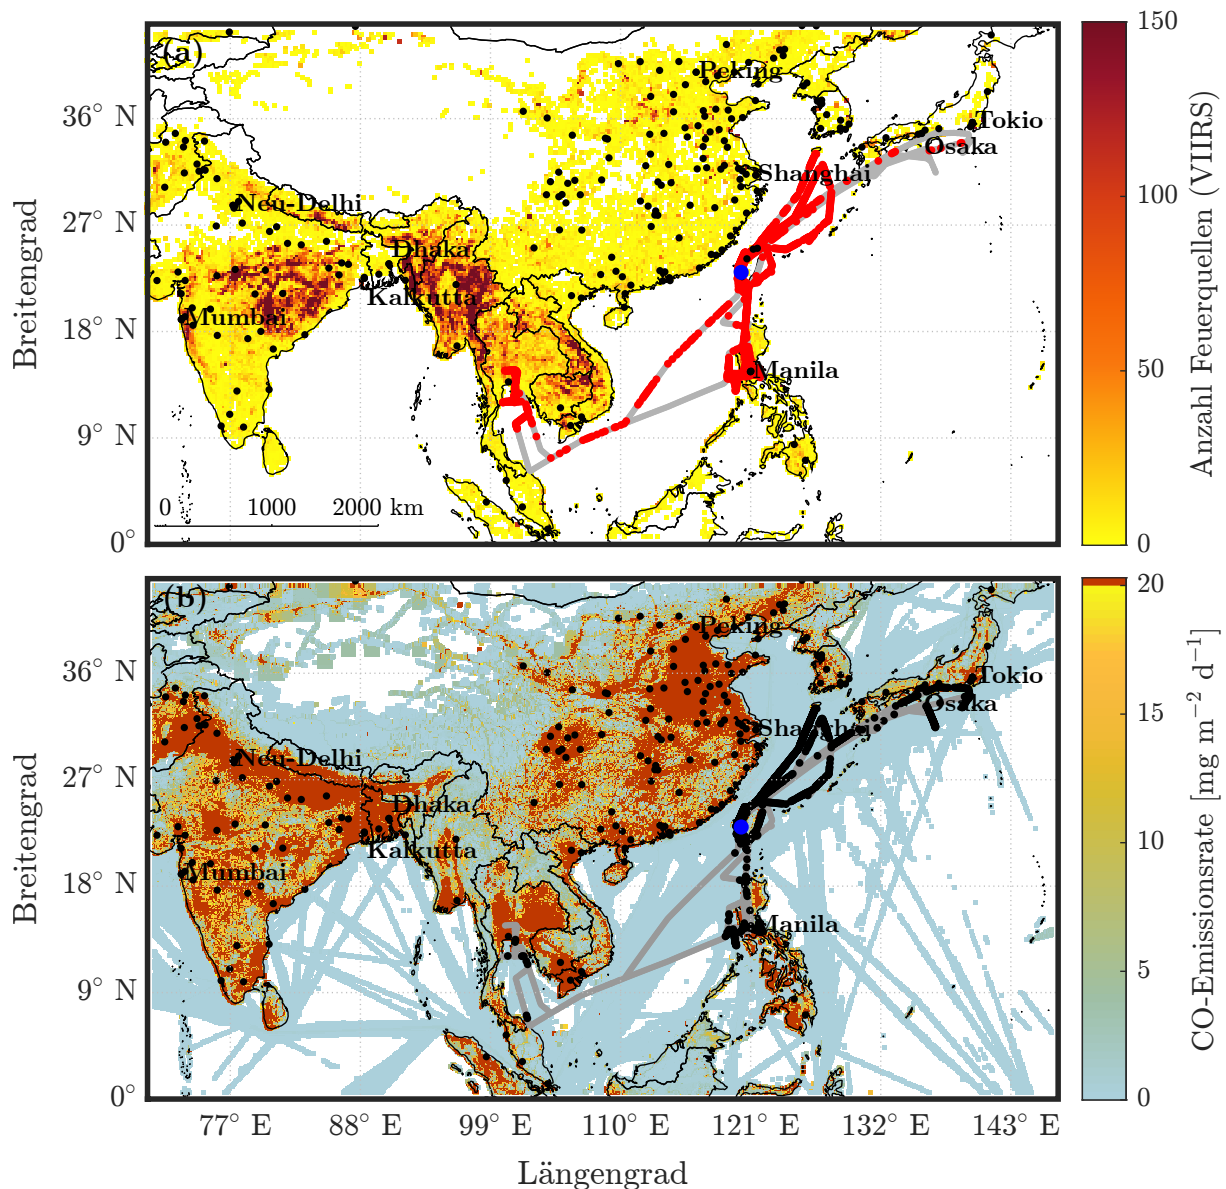 (a)
Peking
Tokio
Osaka
Shanghai
Neu-Delhi
Dhaka
Kalkutta
Mumbai
Manila
36° N
27° N
18° N
9° N
0°
Breitengrad
0 1000 2000 km
150
100
50
0
Anzahl Feuerquellen (VIIRS)
(b)
Peking
Tokio
Osaka
Shanghai
Neu-Delhi
Dhaka
Kalkutta
Mumbai
Manila
36° N
27° N
18° N
9° N
0°
Breitengrad
20
15
10
5
0
CO-Emissionsrate [mg m⁻² d⁻¹]
77° E 88° E 99° E 110° E 121° E 132° E 143° E
Längengrad